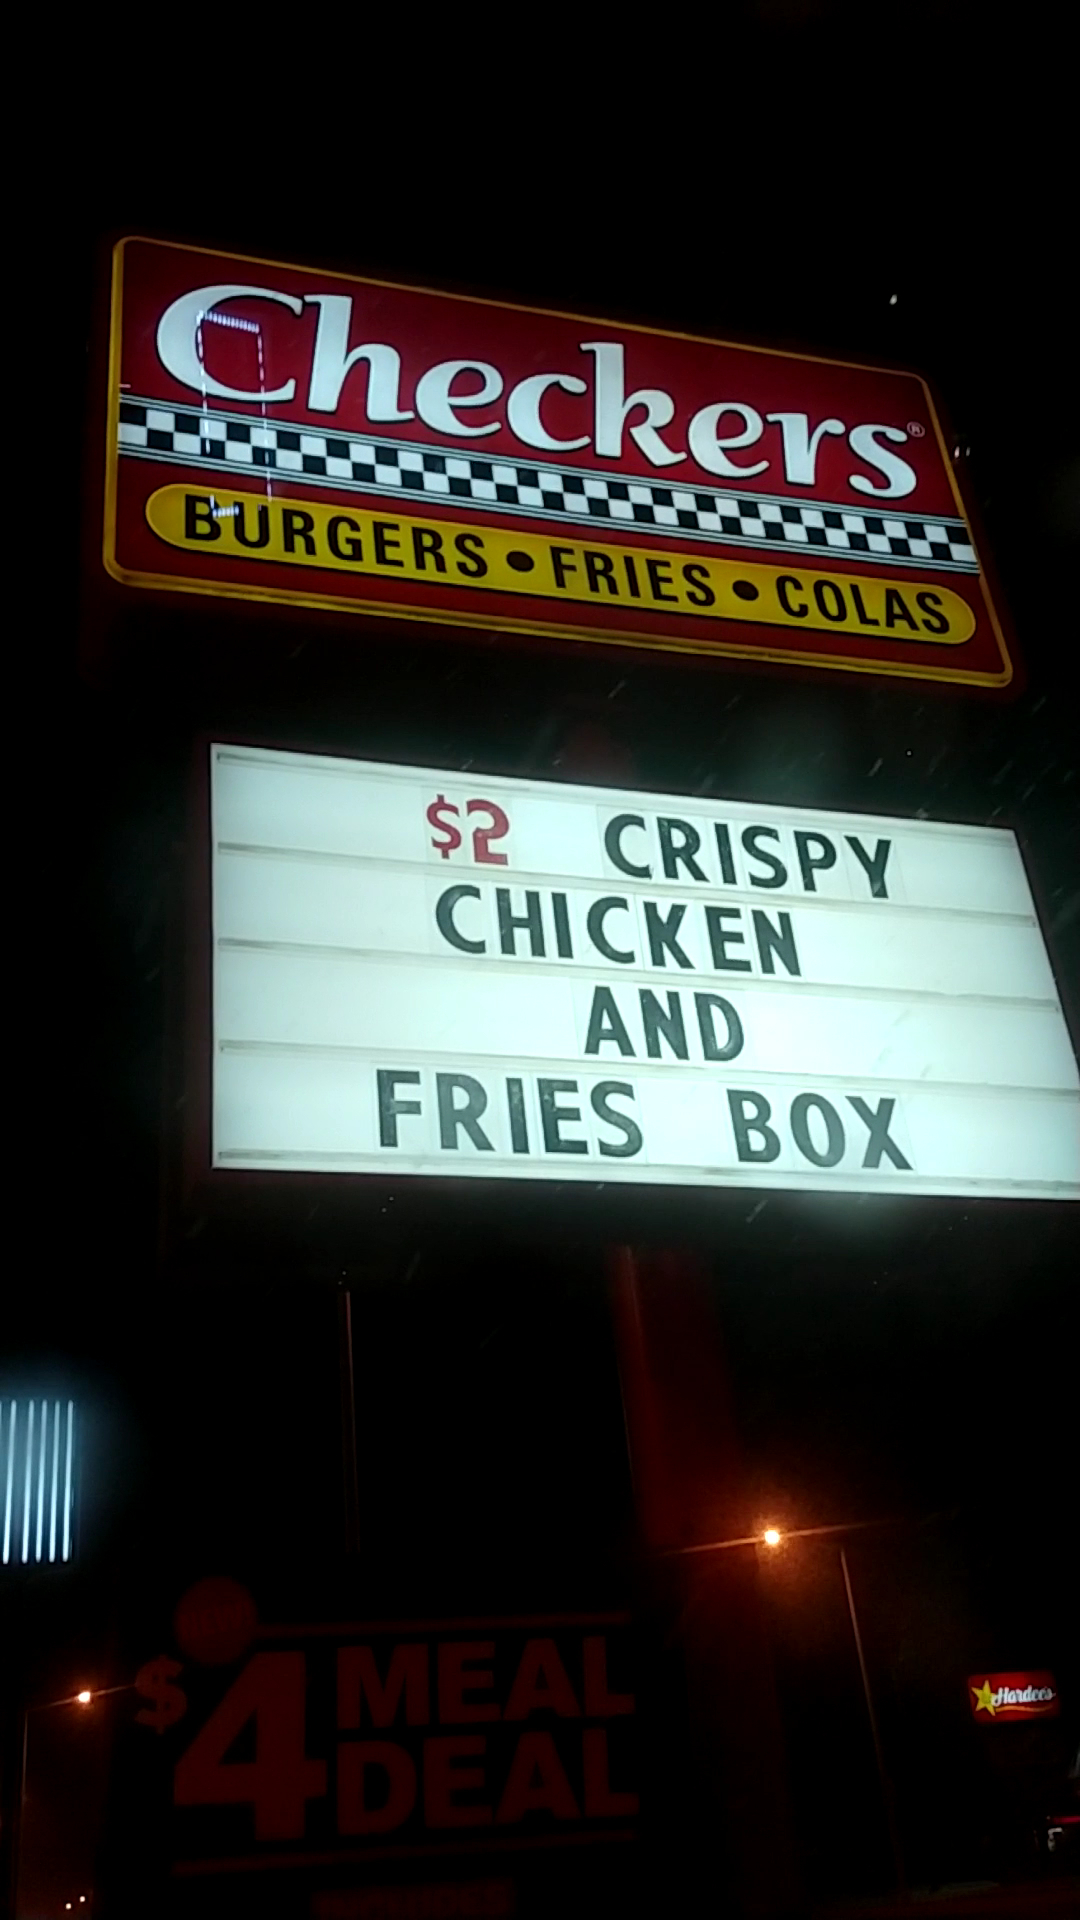 Checkers®
BURGERS • FRIES • COLAS
$2 CRISPY
CHICKEN
AND
FRIES BOX
$4 MEAL
DEAL
Hardee's